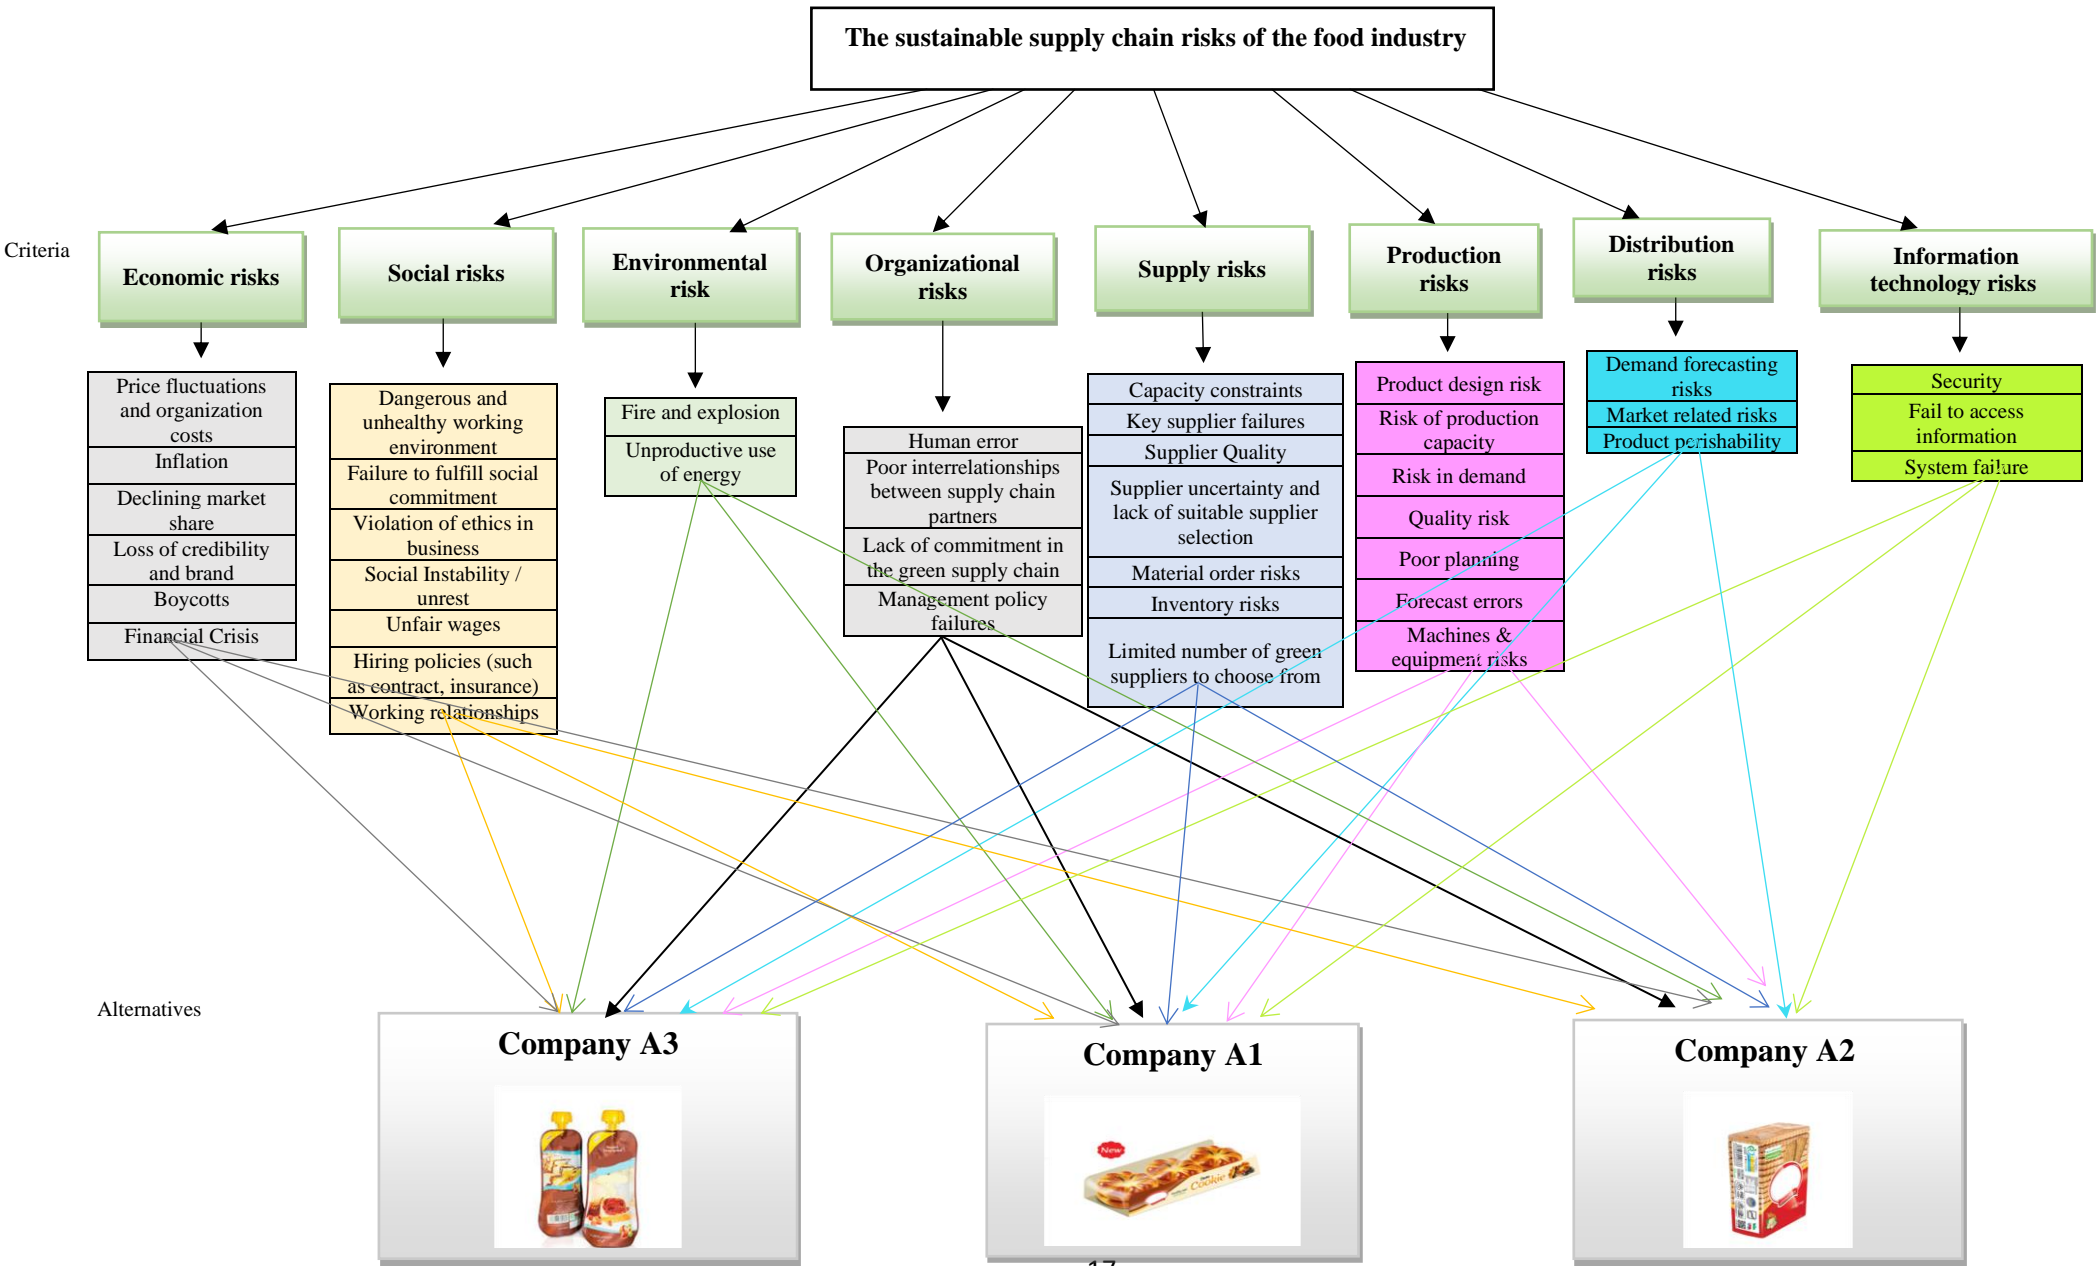 The sustainable supply chain risks of the food industry
Criteria
Economic risks
Social risks
Environmental
risk
Organizational
risks
Supply risks
Production
risks
Distribution
risks
Information
technology risks
Price fluctuations
and organization
costs
Inflation
Declining market
share
Loss of credibility
and brand
Boycotts
Financial Crisis
Dangerous and
unhealthy working
environment
Failure to fulfill social
commitment
Violation of ethics in
business
Social Instability /
unrest
Unfair wages
Hiring policies (such
as contract, insurance)
Working relationships
Fire and explosion
Unproductive use
of energy
Human error
Poor interrelationships
between supply chain
partners
Lack of commitment in
the green supply chain
Management policy
failures
Capacity constraints
Key supplier failures
Supplier Quality
Supplier uncertainty and
lack of suitable supplier
selection
Material order risks
Inventory risks
Limited number of green
suppliers to choose from
Product design risk
Risk of production
capacity
Risk in demand
Quality risk
Poor planning
Forecast errors
Machines &
equipment risks
Demand forecasting
risks
Market related risks
Product perishability
Security
Fail to access
information
System failure
Alternatives
Company A3
Company A1
New
Cookie
Company A2
17